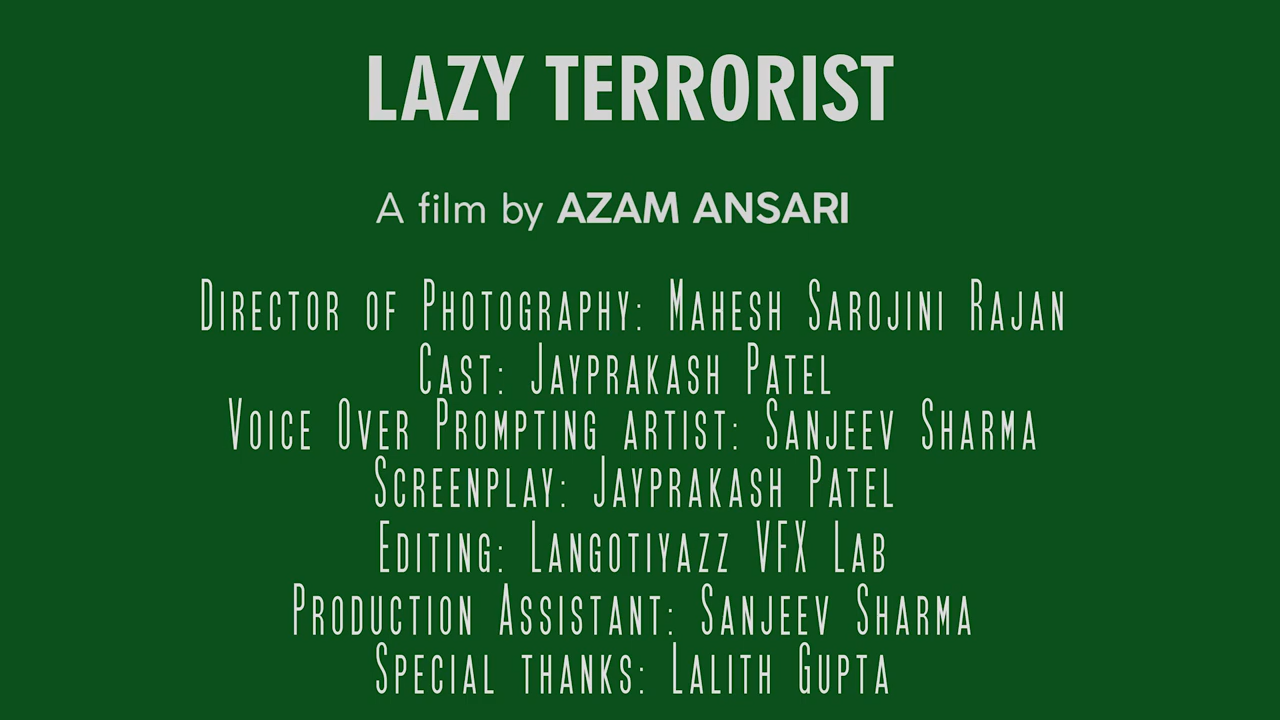 LAZY TERRORIST
A film by AZAM ANSARI
Director of Photography: Mahesh Sarojini Rajan
Cast: Jayprakash Patel
Voice Over Prompting artist: Sanjeev Sharma
Screenplay: Jayprakash Patel
Editing: Langotiyazz VFX Lab
Production Assistant: Sanjeev Sharma
Special thanks: Lalith Gupta